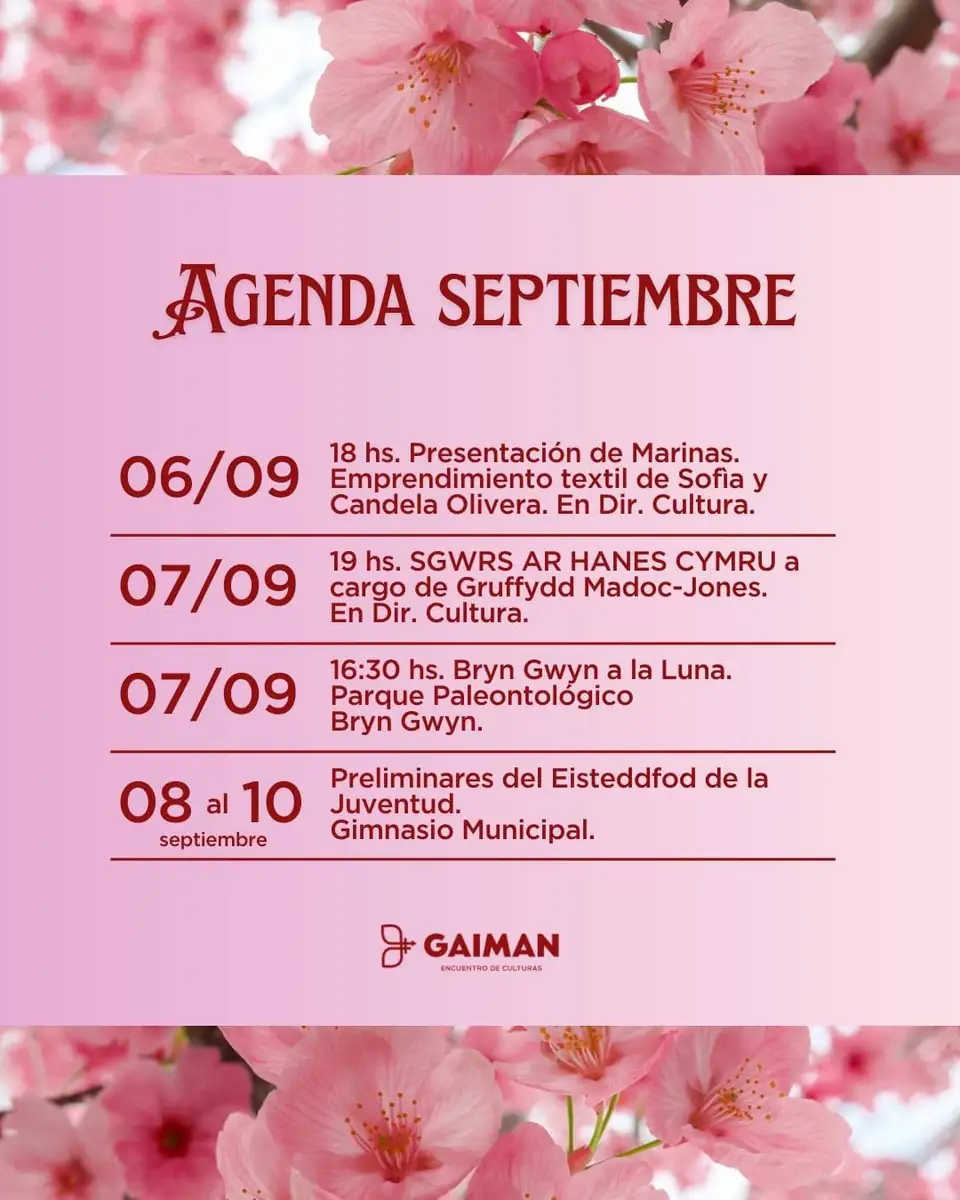 AGENDA SEPTIEMBRE
06/09
18 hs. Presentación de Marinas.
Emprendimiento textil de Sofìa y
Candela Olivera. En Dir. Cultura.
07/09
19 hs. SGWRS AR HANES CYMRU a
cargo de Gruffydd Madoc-Jones.
En Dir. Cultura.
07/09
16:30 hs. Bryn Gwyn a la Luna.
Parque Paleontológico
Bryn Gwyn.
08 al 10
septiembre
Preliminares del Eisteddfod de la
Juventud.
Gimnasio Municipal.
GAIMAN
ENCUENTRO DE CULTURAS